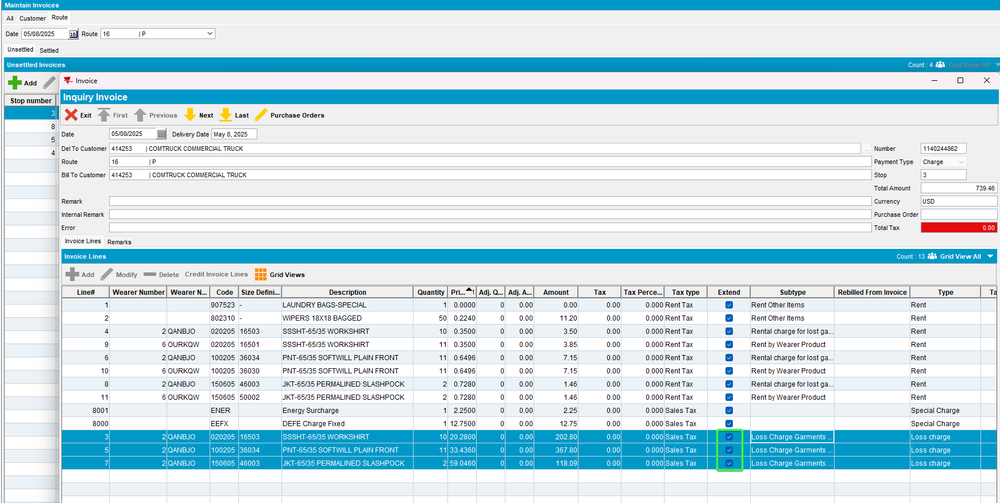 Maintain Invoices
All Customer Route
Date 05/08/2025 16 Route 16 | P
Unsettled Settled
Unsettled Invoices Count : 4 Grid View All
Add
Stop number
3
8
5
4
Invoice
Inquiry Invoice
Exit First Previous Next Last Purchase Orders
Date 05/08/2025 16 Delivery Date May 8, 2025
Del To Customer 414253 | COMTRUCK COMMERCIAL TRUCK ... Number 1140244862
Route 16 | P Payment Type Charge
Bill To Customer 414253 | COMTRUCK COMMERCIAL TRUCK Stop 3
Total Amount 739.46
Remark Currency USD
Internal Remark Purchase Order
Error Total Tax 0.00
Invoice Lines Remarks
Invoice Lines Count : 13 Grid View All
Add Modify Delete Credit Invoice Lines Grid Views
Line# Wearer Number Wearer N... Code Size Defini... Description Quantity Pri... 1 Adj. Q... Adj. A... Amount Tax Tax Perce... Tax type Extend Subtype Rebilled From Invoice Type Ta
1 907523 - LAUNDRY BAGS-SPECIAL 1 0.0000 0 0.00 0.00 0.00 0.000 Rent Tax Rent Other Items Rent
2 802310 - WIPERS 18X18 BAGGED 50 0.2240 0 0.00 11.20 0.00 0.000 Rent Tax Rent Other Items Rent
4 2 QANBJO 020205 16503 SSSHT-65/35 WORKSHIRT 10 0.3500 0 0.00 3.50 0.00 0.000 Rent Tax Rental charge for lost ga... Rent
9 6 OURKQW 020205 16501 SSSHT-65/35 WORKSHIRT 11 0.3500 0 0.00 3.85 0.00 0.000 Rent Tax Rent by Wearer Product Rent
6 2 QANBJO 100205 36034 PNT-65/35 SOFTWILL PLAIN FRONT 11 0.6496 0 0.00 7.15 0.00 0.000 Rent Tax Rental charge for lost ga... Rent
10 6 OURKQW 100205 36030 PNT-65/35 SOFTWILL PLAIN FRONT 11 0.6496 0 0.00 7.15 0.00 0.000 Rent Tax Rent by Wearer Product Rent
8 2 QANBJO 150605 46003 JKT-65/35 PERMALINED SLASHPOCK 2 0.7280 0 0.00 1.46 0.00 0.000 Rent Tax Rental charge for lost ga... Rent
11 6 OURKQW 150605 50002 JKT-65/35 PERMALINED SLASHPOCK 2 0.7280 0 0.00 1.46 0.00 0.000 Rent Tax Rent by Wearer Product Rent
8001 ENER Energy Surcharge 1 2.2500 0 0.00 2.25 0.00 0.000 Sales Tax Special Charge
8000 EEFX DEFE Charge Fixed 1 12.7500 0 0.00 12.75 0.00 0.000 Sales Tax Special Charge
3 2 QANBJO 020205 16503 SSSHT-65/35 WORKSHIRT 10 20.2800 0 0.00 202.80 0.00 0.000 Sales Tax Loss Charge Garments ... Loss charge
5 2 QANBJO 100205 36034 PNT-65/35 SOFTWILL PLAIN FRONT 11 33.4360 0 0.00 367.80 0.00 0.000 Sales Tax Loss Charge Garments ... Loss charge
7 2 QANBJO 150605 46003 JKT-65/35 PERMALINED SLASHPOCK 2 59.0460 0 0.00 118.09 0.00 0.000 Sales Tax Loss Charge Garments ... Loss charge